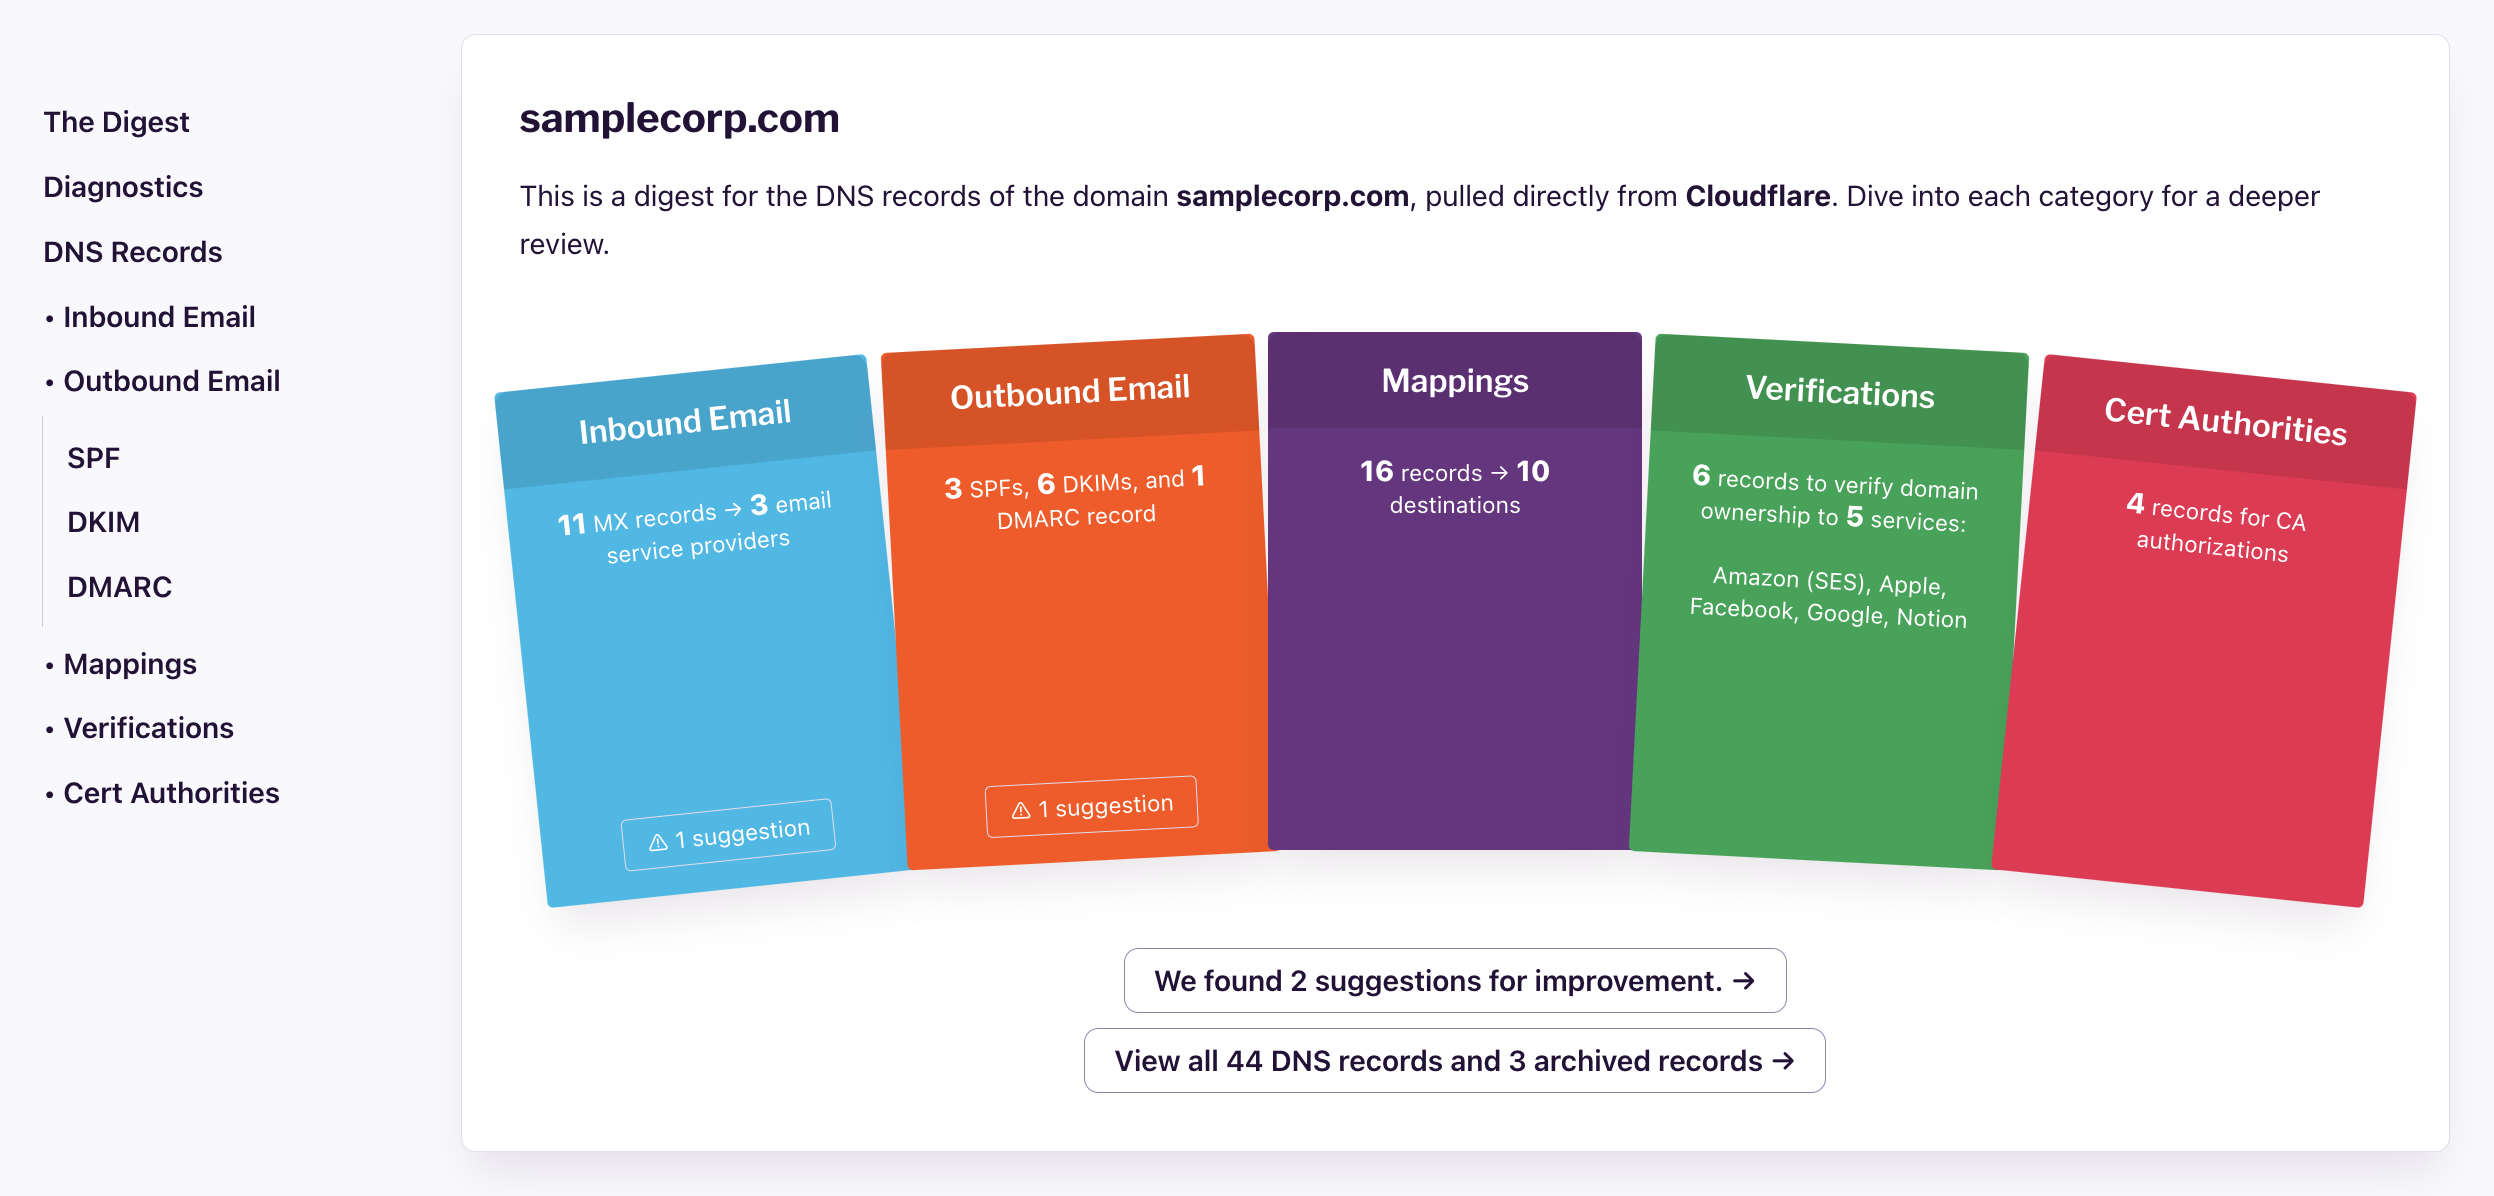 The Digest
Diagnostics
DNS Records
• Inbound Email
• Outbound Email
SPF
DKIM
DMARC
• Mappings
• Verifications
• Cert Authorities
samplecorp.com
This is a digest for the DNS records of the domain samplecorp.com, pulled directly from Cloudflare. Dive into each category for a deeper
review.
Inbound Email
11 MX records → 3 email
service providers
1 suggestion
Outbound Email
3 SPFs, 6 DKIMs, and 1
DMARC record
1 suggestion
Mappings
16 records → 10
destinations
Verifications
6 records to verify domain
ownership to 5 services:
Amazon (SES), Apple,
Facebook, Google, Notion
Cert Authorities
4 records for CA
authorizations
We found 2 suggestions for improvement. →
View all 44 DNS records and 3 archived records →